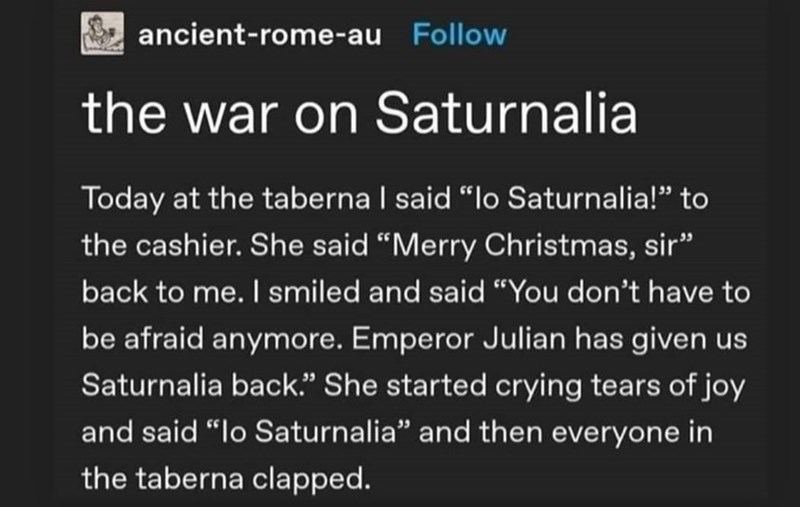 ancient-rome-au Follow
the war on Saturnalia
Today at the taberna I said “Io Saturnalia!” to
the cashier. She said “Merry Christmas, sir”
back to me. I smiled and said “You don’t have to
be afraid anymore. Emperor Julian has given us
Saturnalia back.” She started crying tears of joy
and said “Io Saturnalia” and then everyone in
the taberna clapped.